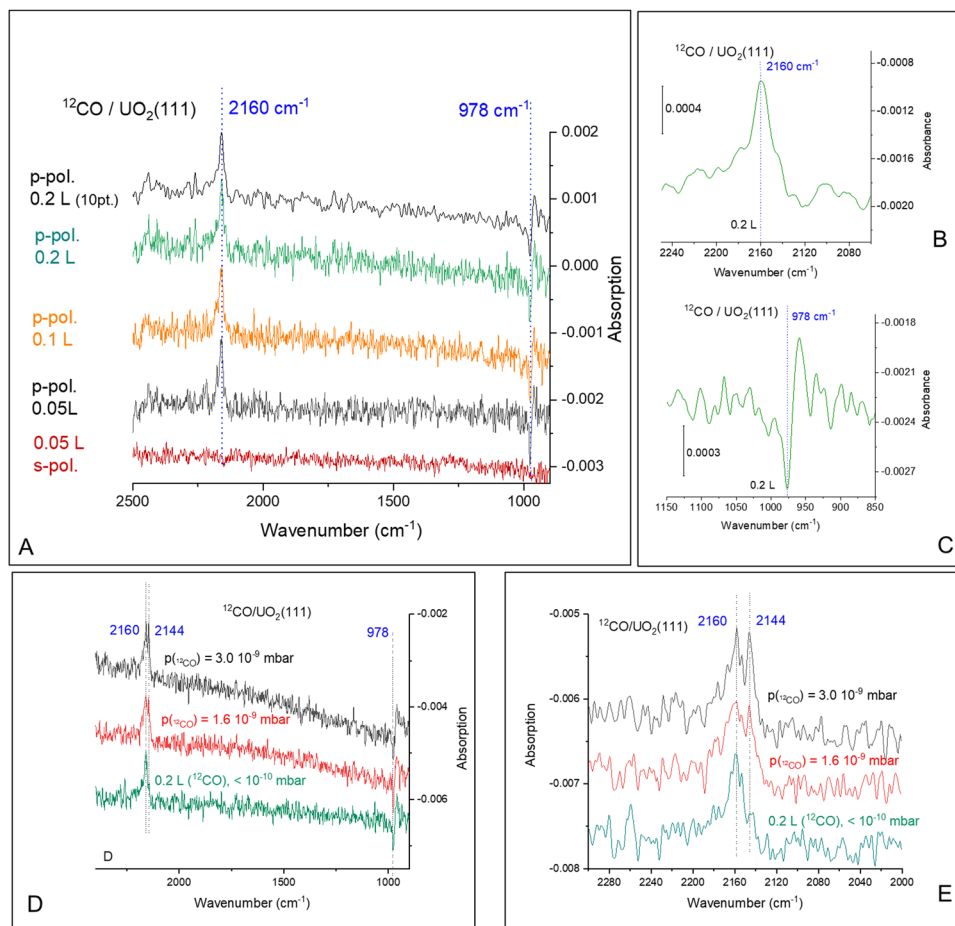 ¹²CO / UO₂(111)
2160 cm⁻¹
978 cm⁻¹
p-pol.
0.2 L (10pt.)
p-pol.
0.2 L
p-pol.
0.1 L
p-pol.
0.05L
0.05 L
s-pol.
0.002
0.001
0.000
-0.001
-0.002
-0.003
Absorption
2500
2000
1500
1000
Wavenumber (cm⁻¹)
A
¹²CO / UO₂(111)
2160 cm⁻¹
0.0004
-0.0008
-0.0012
-0.0016
-0.0020
Absorbance
0.2 L
2240
2200
2160
2120
2080
Wavenumber (cm⁻¹)
B
¹²CO / UO₂(111)
978 cm⁻¹
-0.0018
-0.0021
-0.0024
-0.0027
Absorbance
0.0003
0.2 L
1150
1100
1050
1000
950
900
850
Wavenumber (cm⁻¹)
C
¹²CO/UO₂(111)
2160
2144
978
p(¹²CO) = 3.0 10⁻⁹ mbar
p(¹²CO) = 1.6 10⁻⁹ mbar
0.2 L (¹²CO), < 10⁻¹⁰ mbar
-0.002
-0.004
-0.006
Absorption
D
2000
1500
1000
Wavenumber (cm⁻¹)
D
¹²CO/UO₂(111)
2160
2144
p(¹²CO) = 3.0 10⁻⁹ mbar
p(¹²CO) = 1.6 10⁻⁹ mbar
0.2 L (¹²CO), < 10⁻¹⁰ mbar
-0.005
-0.006
-0.007
-0.008
Absorption
2280
2240
2200
2160
2120
2080
2040
2000
Wavenumber (cm⁻¹)
E